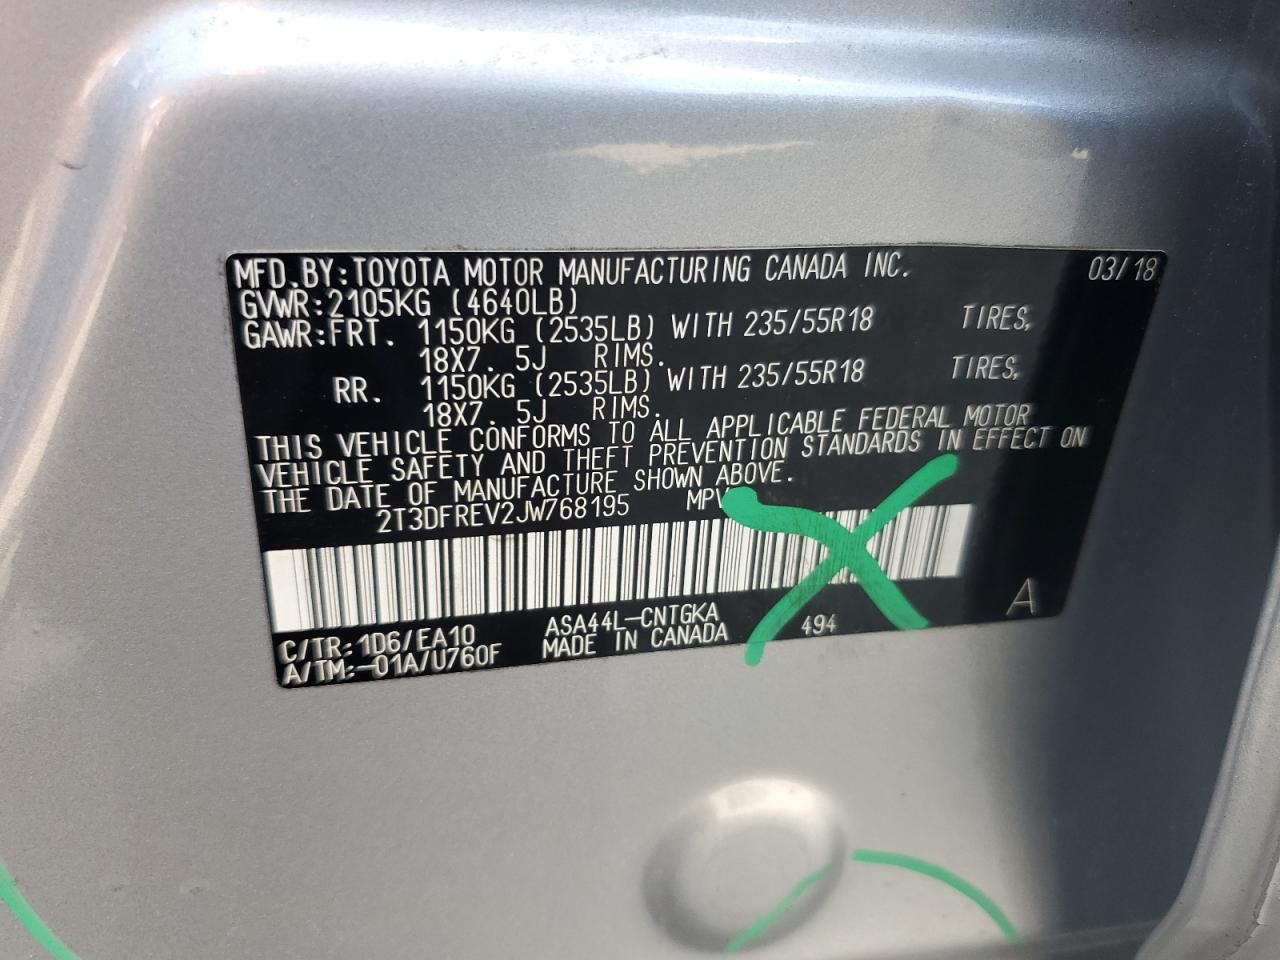 MFD.BY:TOYOTA MOTOR MANUFACTURING CANADA INC. 03/18
GVWR:2105KG (4640LB)
GAWR:FRT. 1150KG (2535LB) WITH 235/55R18 TIRES,
18X7. 5J RIMS.
RR. 1150KG (2535LB) WITH 235/55R18 TIRES,
18X7. 5J RIMS.
THIS VEHICLE CONFORMS TO ALL APPLICABLE FEDERAL MOTOR
VEHICLE SAFETY AND THEFT PREVENTION STANDARDS IN EFFECT ON
THE DATE OF MANUFACTURE SHOWN ABOVE.
2T3DFREV2JW768195 MPV
C/TR:1D6/EA10 ASA44L-CNTGKA 494 A
A/TM:-01A/U760F MADE IN CANADA